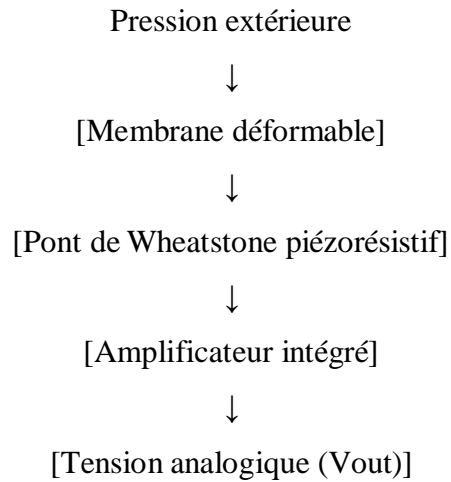 Pression extérieure
↓
[Membrane déformable]
↓
[Pont de Wheatstone piézorésistif]
↓
[Amplificateur intégré]
↓
[Tension analogique (Vout)]